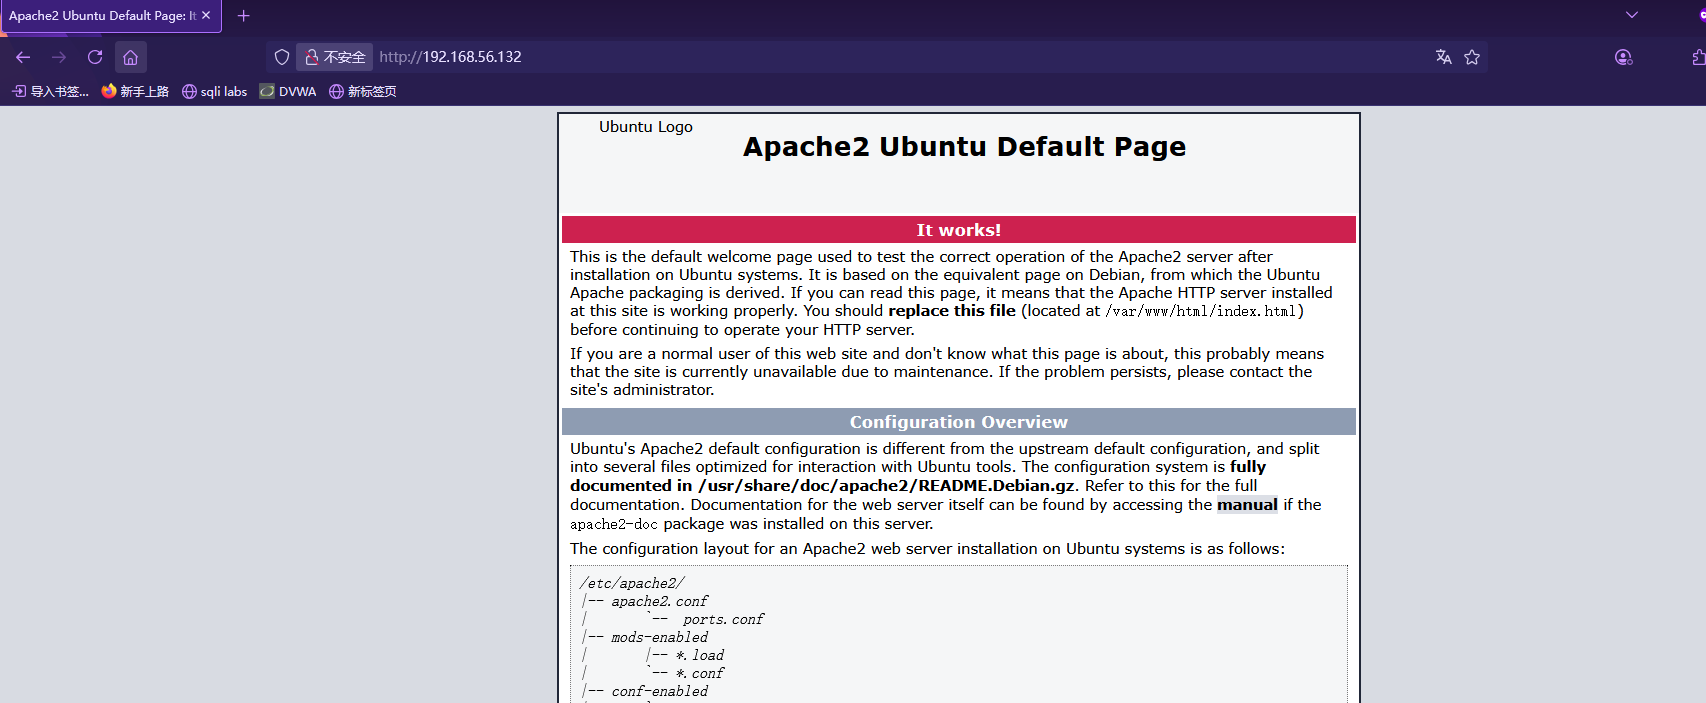 Apache2 Ubuntu Default Page: It
不安全 http://192.168.56.132
导入书签... 新手上路 sqli labs DVWA 新标签页
Ubuntu Logo
Apache2 Ubuntu Default Page
It works!
This is the default welcome page used to test the correct operation of the Apache2 server after
installation on Ubuntu systems. It is based on the equivalent page on Debian, from which the Ubuntu
Apache packaging is derived. If you can read this page, it means that the Apache HTTP server installed
at this site is working properly. You should replace this file (located at /var/www/html/index.html)
before continuing to operate your HTTP server.
If you are a normal user of this web site and don't know what this page is about, this probably means
that the site is currently unavailable due to maintenance. If the problem persists, please contact the
site's administrator.
Configuration Overview
Ubuntu's Apache2 default configuration is different from the upstream default configuration, and split
into several files optimized for interaction with Ubuntu tools. The configuration system is fully
documented in /usr/share/doc/apache2/README.Debian.gz. Refer to this for the full
documentation. Documentation for the web server itself can be found by accessing the manual if the
apache2-doc package was installed on this server.
The configuration layout for an Apache2 web server installation on Ubuntu systems is as follows:
/etc/apache2/
|-- apache2.conf
|       `--  ports.conf
|-- mods-enabled
|       |-- *.load
|       `-- *.conf
|-- conf-enabled